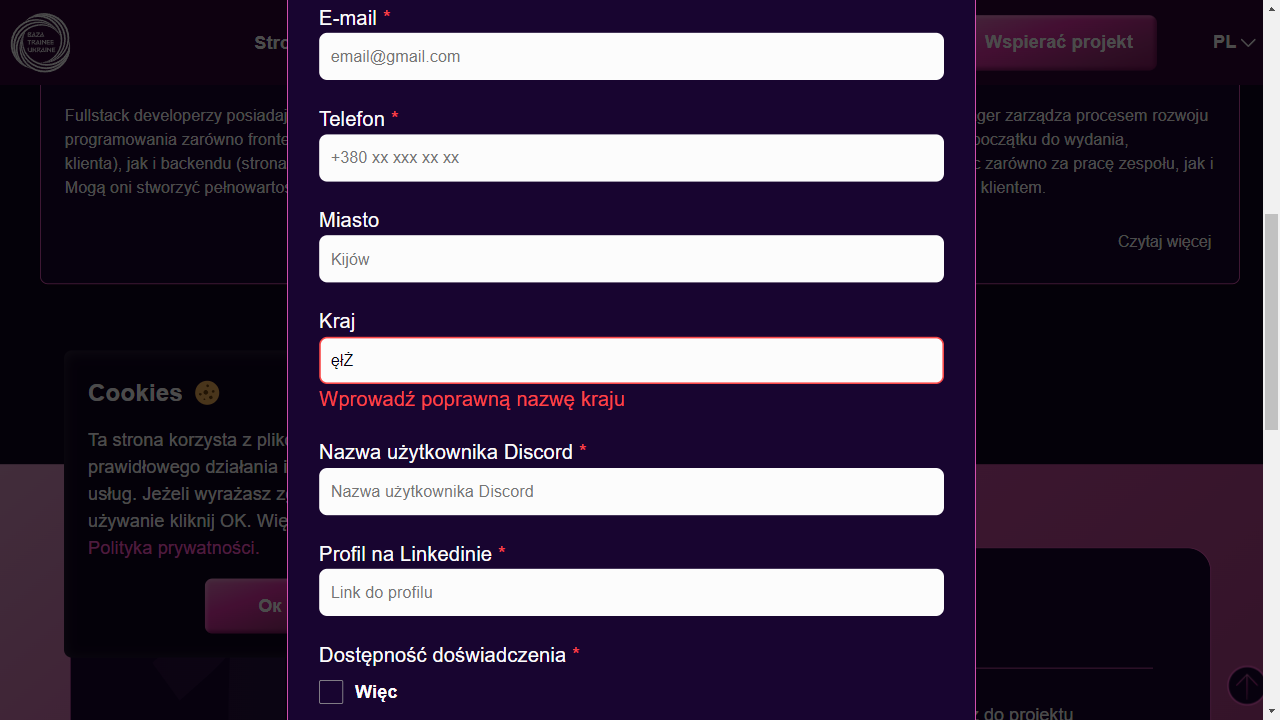 BAZA
TRAINEE
UKRAINE
Wspierać projekt
PL
E-mail *
email@gmail.com
Telefon *
+380 xx xxx xx xx
Miasto
Kijów
Kraj
ęłŻ
Wprowadź poprawną nazwę kraju
Nazwa użytkownika Discord *
Nazwa użytkownika Discord
Profil na Linkedinie *
Link do profilu
Dostępność doświadczenia *
Więc
Fullstack developerzy posiadaj
programowania zarówno fronte
klienta), jak i backendu (strona
Mogą oni stworzyć pełnowartoś
zarządza procesem rozwoju
początku do wydania,
zarówno za pracę zespołu, jak i
klientem.
Czytaj więcej
Cookies
Ta strona korzysta z plik
prawidłowego działania i
usług. Jeżeli wyrażasz z
używanie kliknij OK. Wię
Polityka prywatności.
Ок
do projektu